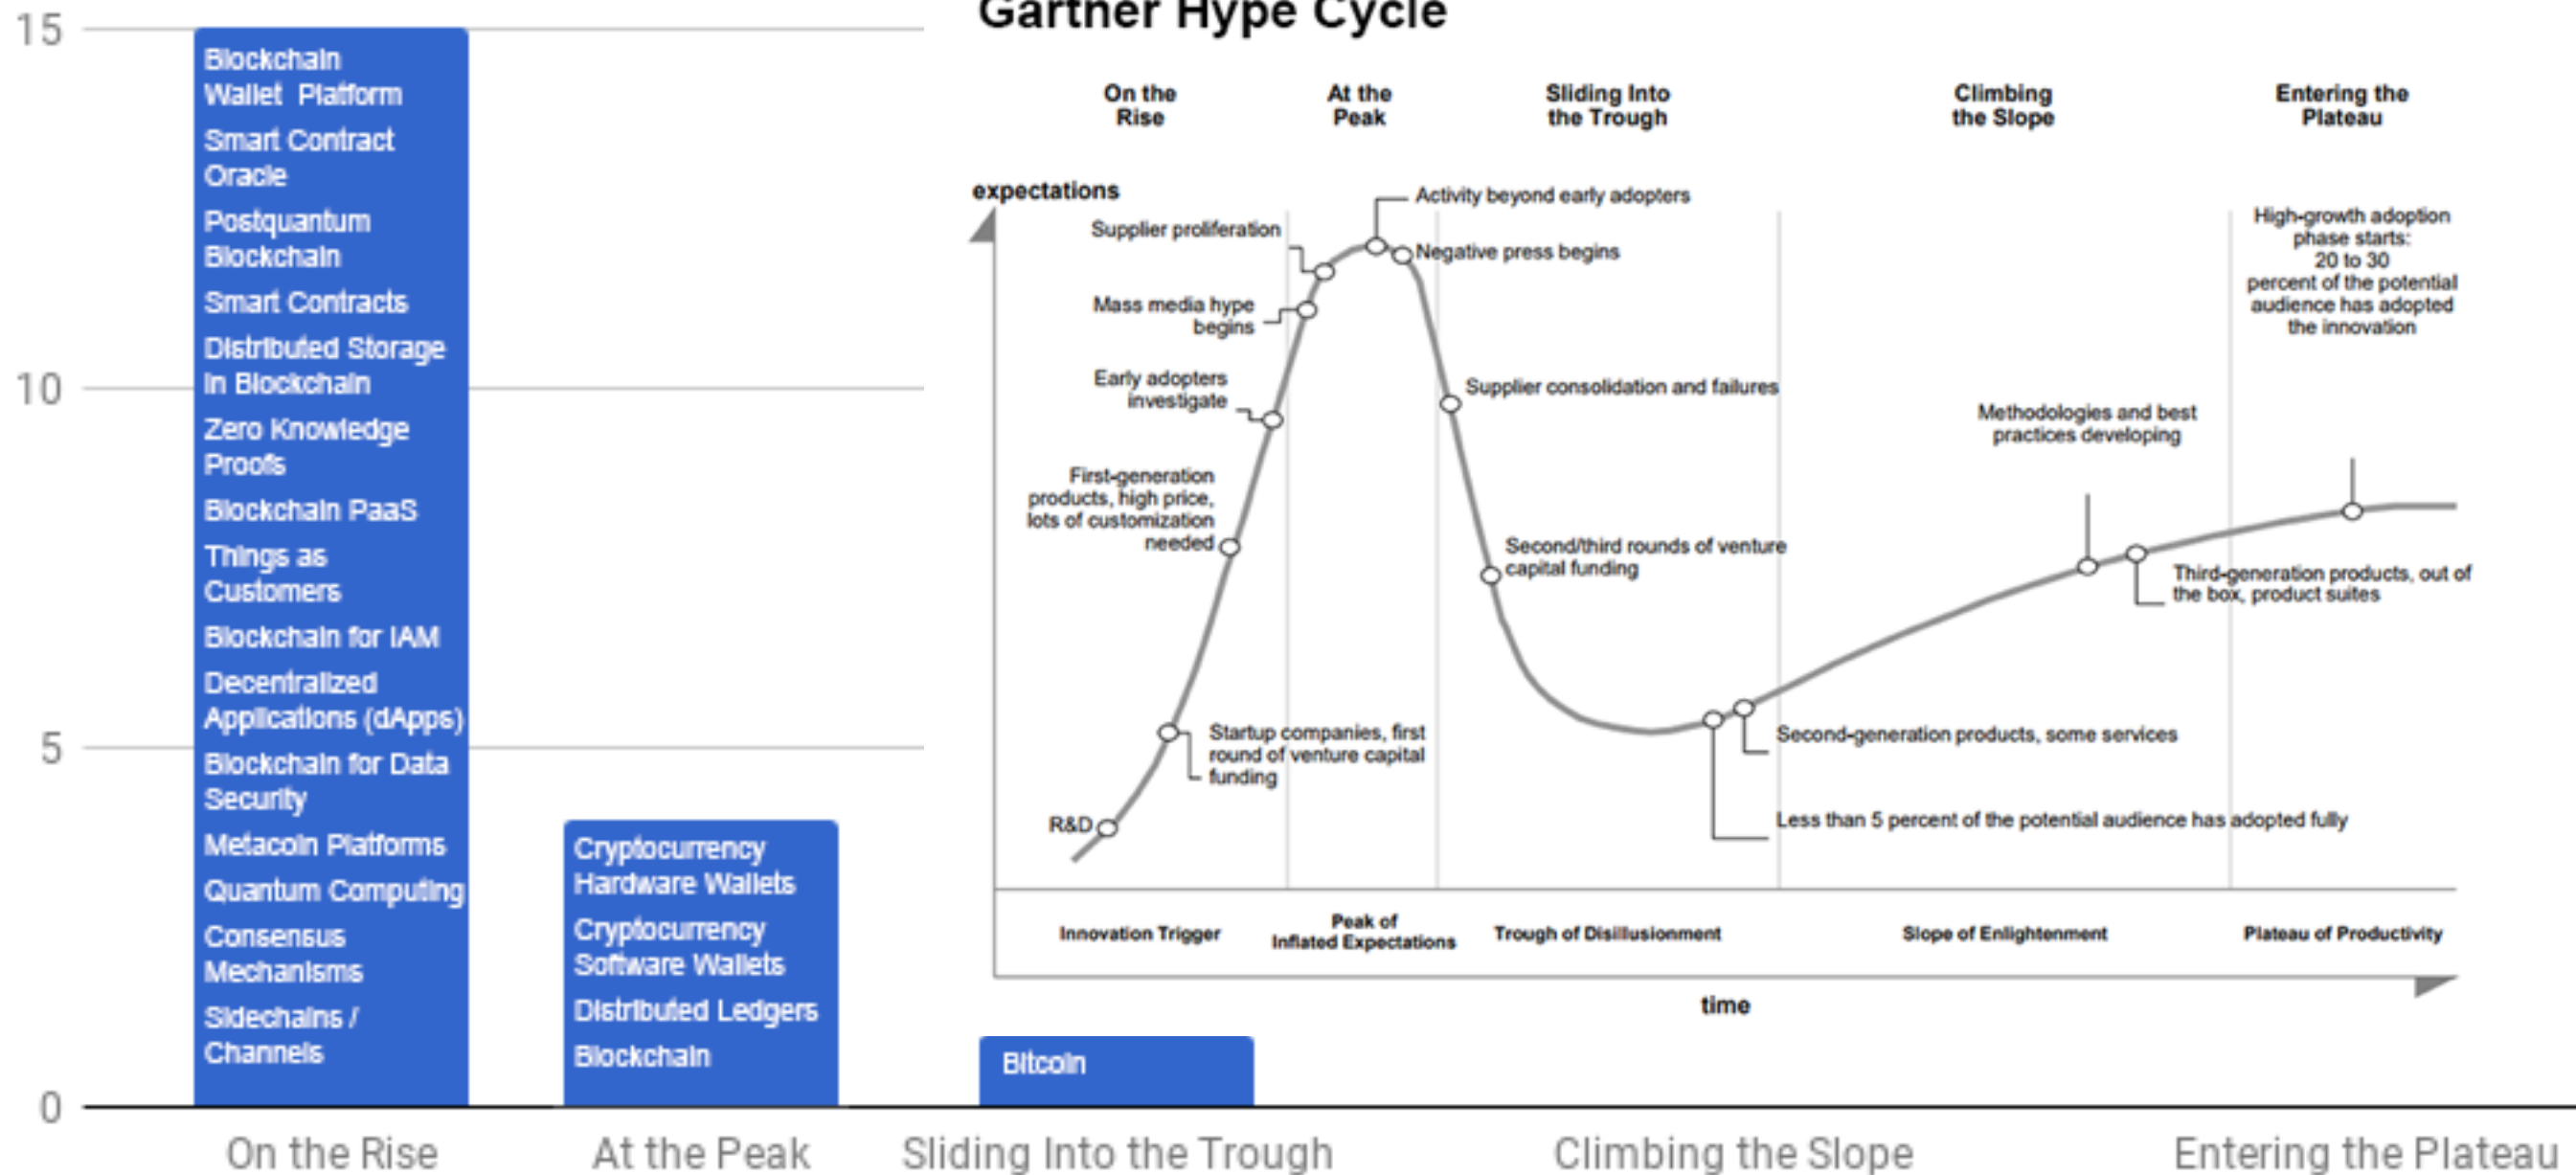 15
10
5
0
Blockchain
Wallet Platform
Smart Contract
Oracle
Postquantum
Blockchain
Smart Contracts
Distributed Storage
in Blockchain
Zero Knowledge
Proofs
Blockchain PaaS
Things as
Customers
Blockchain for IAM
Decentralized
Applications (dApps)
Blockchain for Data
Security
Metacoin Platforms
Quantum Computing
Consensus
Mechanisms
Sidechains /
Channels
Cryptocurrency
Hardware Wallets
Cryptocurrency
Software Wallets
Distributed Ledgers
Blockchain
Bitcoin
On the Rise
At the Peak
Sliding Into the Trough
Climbing the Slope
Entering the Plateau
Gartner Hype Cycle
On the
Rise
At the
Peak
Sliding Into
the Trough
Climbing
the Slope
Entering the
Plateau
expectations
Activity beyond early adopters
Supplier proliferation
Negative press begins
Mass media hype
begins
Early adopters
investigate
First-generation
products, high price,
lots of customization
needed
Startup companies, first
round of venture capital
funding
R&D
Supplier consolidation and failures
Second/third rounds of venture
capital funding
Second-generation products, some services
Less than 5 percent of the potential audience has adopted fully
Methodologies and best
practices developing
Third-generation products, out of
the box, product suites
High-growth adoption
phase starts:
20 to 30
percent of the potential
audience has adopted
the innovation
Innovation Trigger
Peak of
Inflated Expectations
Trough of Disillusionment
Slope of Enlightenment
Plateau of Productivity
time